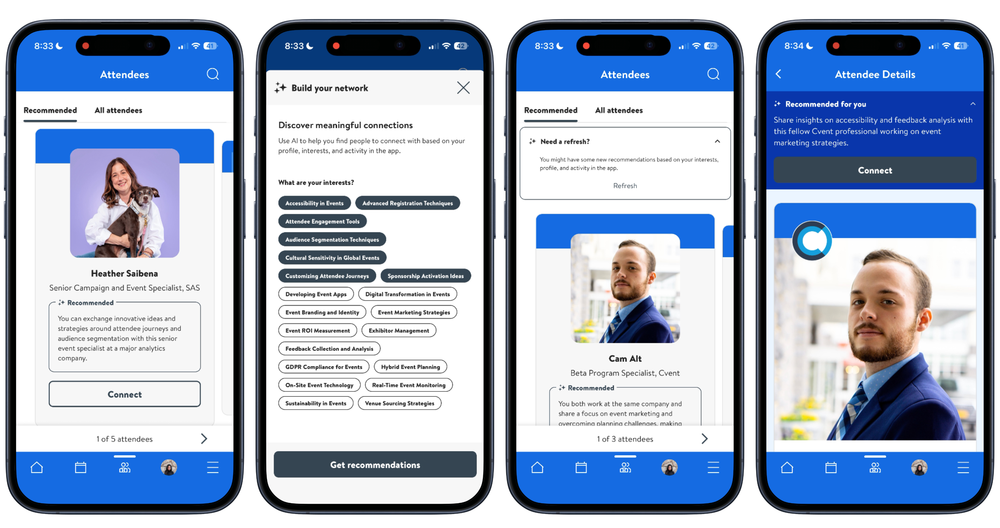 8:33
41
Attendees
Recommended All attendees
Heather Saibena
Senior Campaign and Event Specialist, SAS
Recommended
You can exchange innovative ideas and
strategies around attendee journeys and
audience segmentation with this senior
event specialist at a major analytics
company.
Connect
1 of 5 attendees
8:33
42
Build your network
Discover meaningful connections
Use AI to help you find people to connect with based on your
profile, interests, and activity in the app.
What are your interests?
Accessibility in Events Advanced Registration Techniques
Attendee Engagement Tools
Audience Segmentation Techniques
Cultural Sensitivity in Global Events
Customizing Attendee Journeys Sponsorship Activation Ideas
Developing Event Apps Digital Transformation in Events
Event Branding and Identity Event Marketing Strategies
Event ROI Measurement Exhibitor Management
Feedback Collection and Analysis
GDPR Compliance for Events Hybrid Event Planning
On-Site Event Technology Real-Time Event Monitoring
Sustainability in Events Venue Sourcing Strategies
Get recommendations
8:33
42
Attendees
Recommended All attendees
Need a refresh?
You might have some new recommendations based on your interests,
profile, and activity in the app.
Refresh
Cam Alt
Beta Program Specialist, Cvent
Recommended
You both work at the same company and
share a focus on event marketing and
overcoming planning challenges, making
1 of 3 attendees
8:34
41
Attendee Details
Recommended for you
Share insights on accessibility and feedback analysis with
this fellow Cvent professional working on event
marketing strategies.
Connect